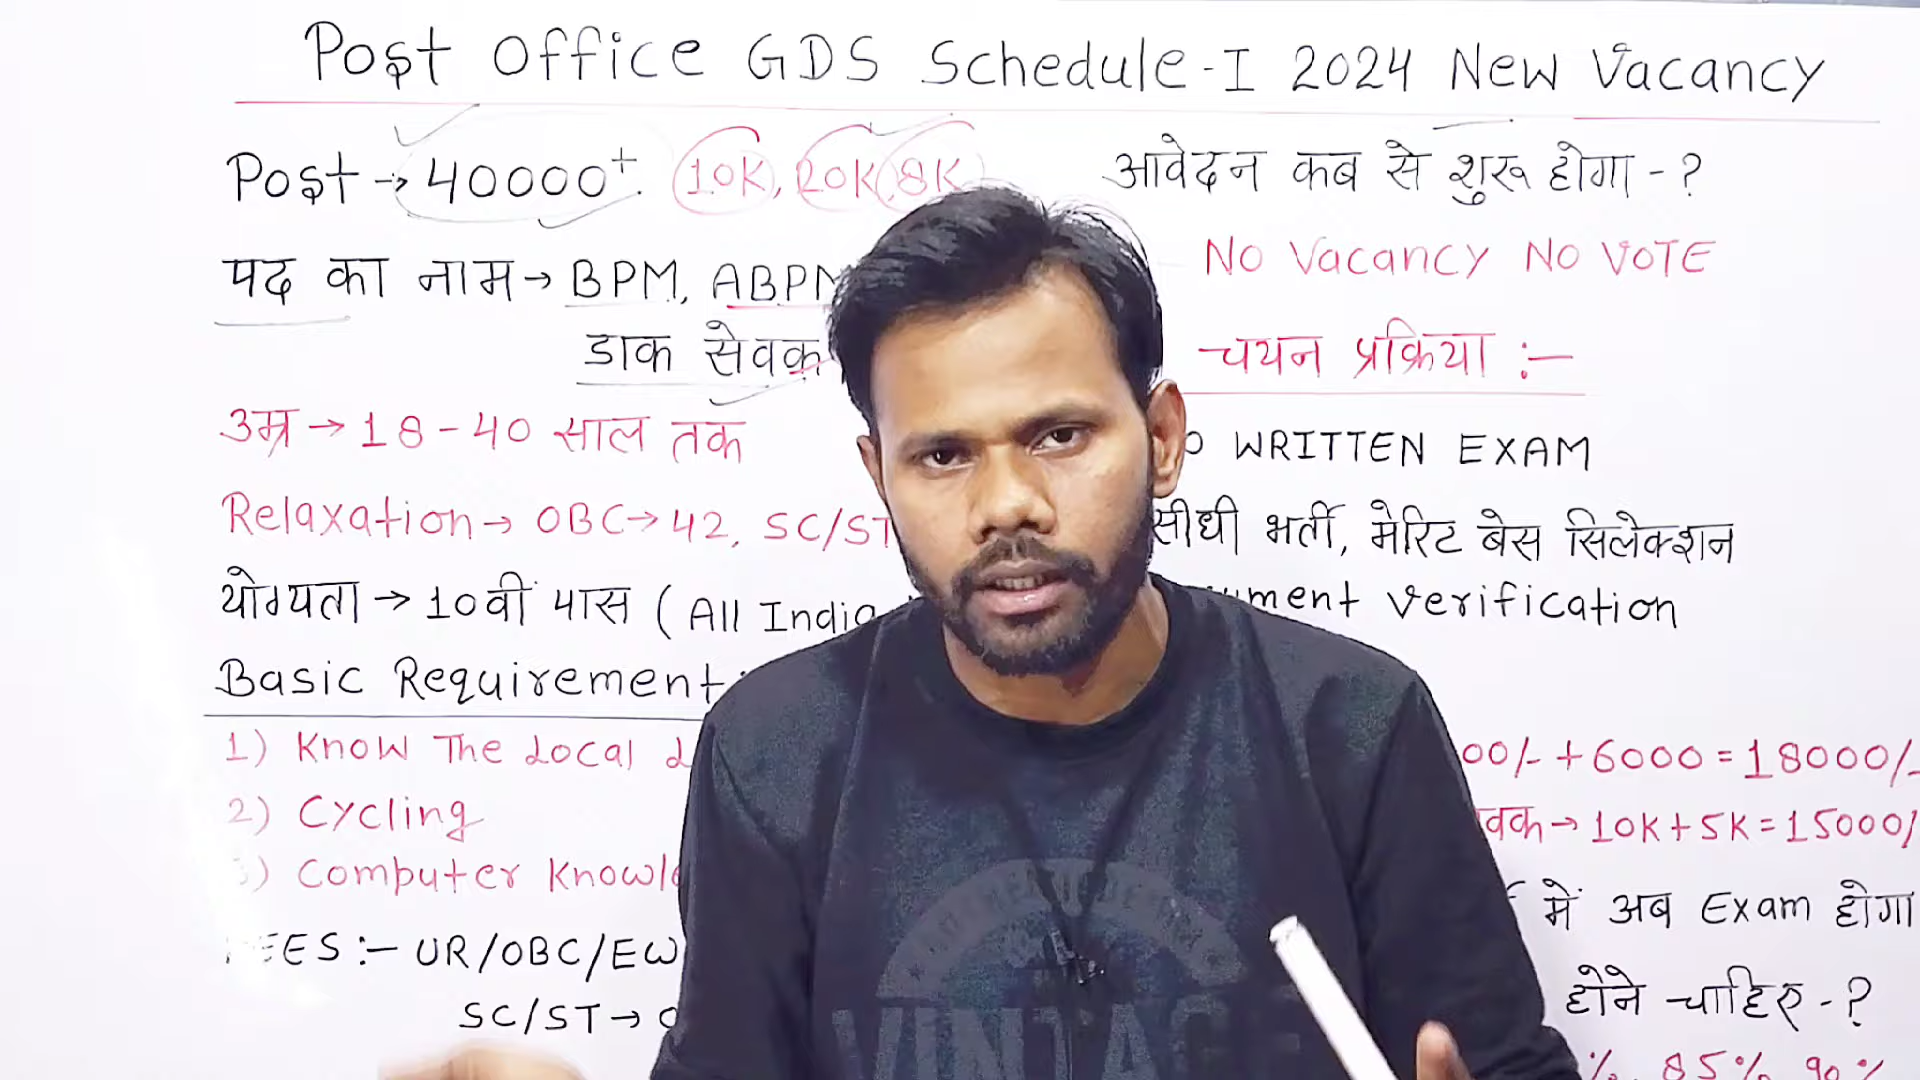 Post Office GDS Schedule-I 2024 New Vacancy
Post → 40000+ 10K, 20K, 8K
पद का नाम → BPM, ABPM
डाक सेवक
उम्र → 18-40 साल तक
Relaxation → OBC → 42, SC/ST
योग्यता → 10वीं पास ( All India
Basic Requirement
1) Know The Local
2) Cycling
) Computer
FEES :- UR/OBC/EW
SC/ST →
आवेदन कब से शुरू होगा - ?
No Vacancy No VOTE
चयन प्रक्रिया :-
WRITTEN EXAM
सीधी भर्ती, मेरिट बेस सिलेक्शन
ument verification
00/- + 6000 = 18000/-
वक → 10K + 5K = 15000/
में अब Exam होगा
होने चाहिए - ?
%, 85%, 90%
VINTAGE